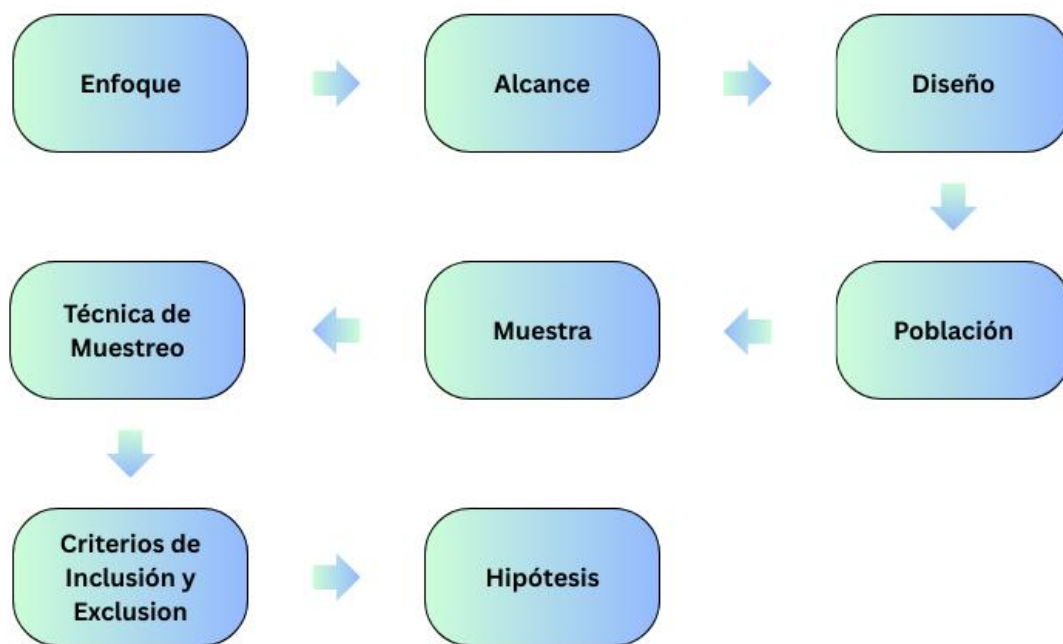 Enfoque
Alcance
Diseño
Población
Muestra
Técnica de
Muestreo
Criterios de
Inclusión y
Exclusion
Hipótesis